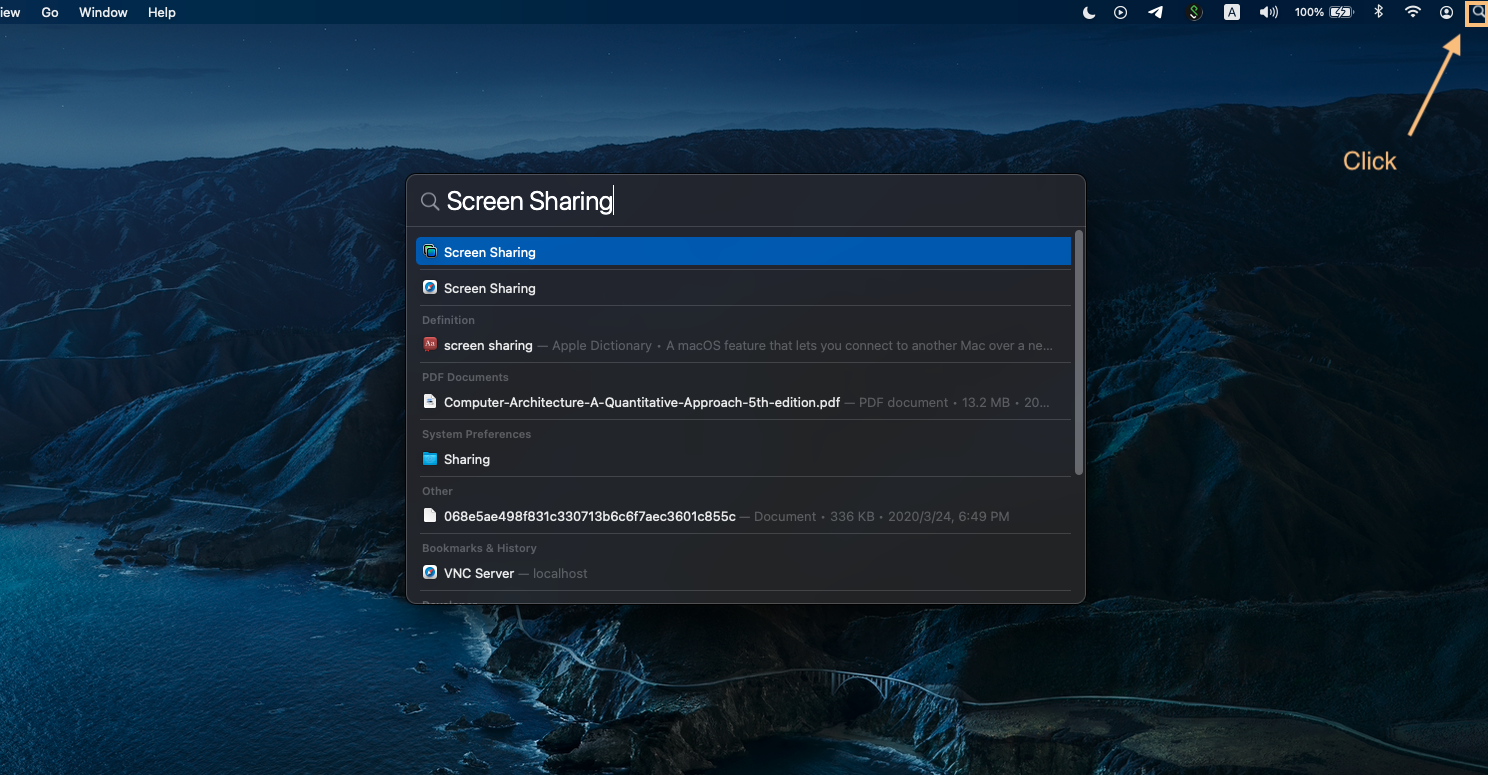 iew Go Window Help
A 100%
Click
Screen Sharing
Screen Sharing
Screen Sharing
Definition
Aa screen sharing — Apple Dictionary • A macOS feature that lets you connect to another Mac over a ne...
PDF Documents
Computer-Architecture-A-Quantitative-Approach-5th-edition.pdf — PDF document • 13.2 MB • 20...
System Preferences
Sharing
Other
068e5ae498f831c330713b6c6f7aec3601c855c — Document • 336 KB • 2020/3/24, 6:49 PM
Bookmarks & History
VNC Server — localhost